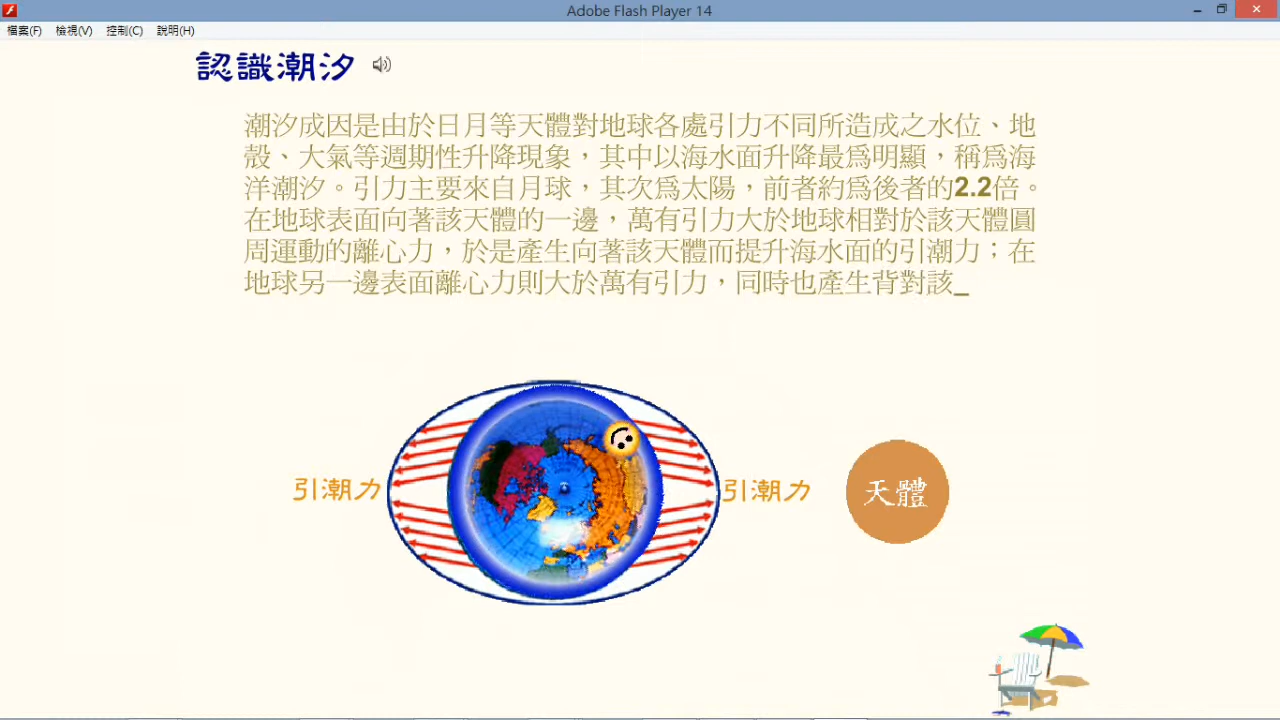 Adobe Flash Player 14
檔案(F) 檢視(V) 控制(C) 說明(H)
認識潮汐
潮汐成因是由於日月等天體對地球各處引力不同所造成之水位、地
殼、大氣等週期性升降現象，其中以海水面升降最為明顯，稱為海
洋潮汐。引力主要來自月球，其次為太陽，前者約為後者的2.2倍。
在地球表面向著該天體的一邊，萬有引力大於地球相對於該天體圓
周運動的離心力，於是產生向著該天體而提升海水面的引潮力；在
地球另一邊表面離心力則大於萬有引力，同時也產生背對該_
引潮力
引潮力
天體